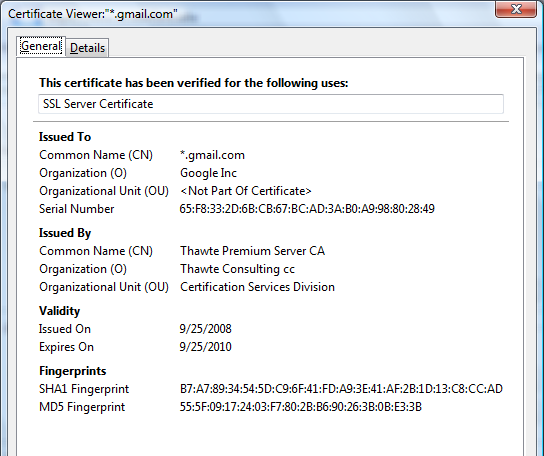 Certificate Viewer:"*.gmail.com"
General Details
This certificate has been verified for the following uses:
SSL Server Certificate
Issued To
Common Name (CN) *.gmail.com
Organization (O) Google Inc
Organizational Unit (OU) <Not Part Of Certificate>
Serial Number 65:F8:33:2D:6B:CB:67:BC:AD:3A:B0:A9:98:80:28:49
Issued By
Common Name (CN) Thawte Premium Server CA
Organization (O) Thawte Consulting cc
Organizational Unit (OU) Certification Services Division
Validity
Issued On 9/25/2008
Expires On 9/25/2010
Fingerprints
SHA1 Fingerprint B7:A7:89:34:54:5D:C9:6F:41:FD:A9:3E:41:AF:2B:1D:13:C8:CC:AD
MD5 Fingerprint 55:5F:09:17:24:03:F7:80:2B:B6:90:26:3B:0B:E3:3B